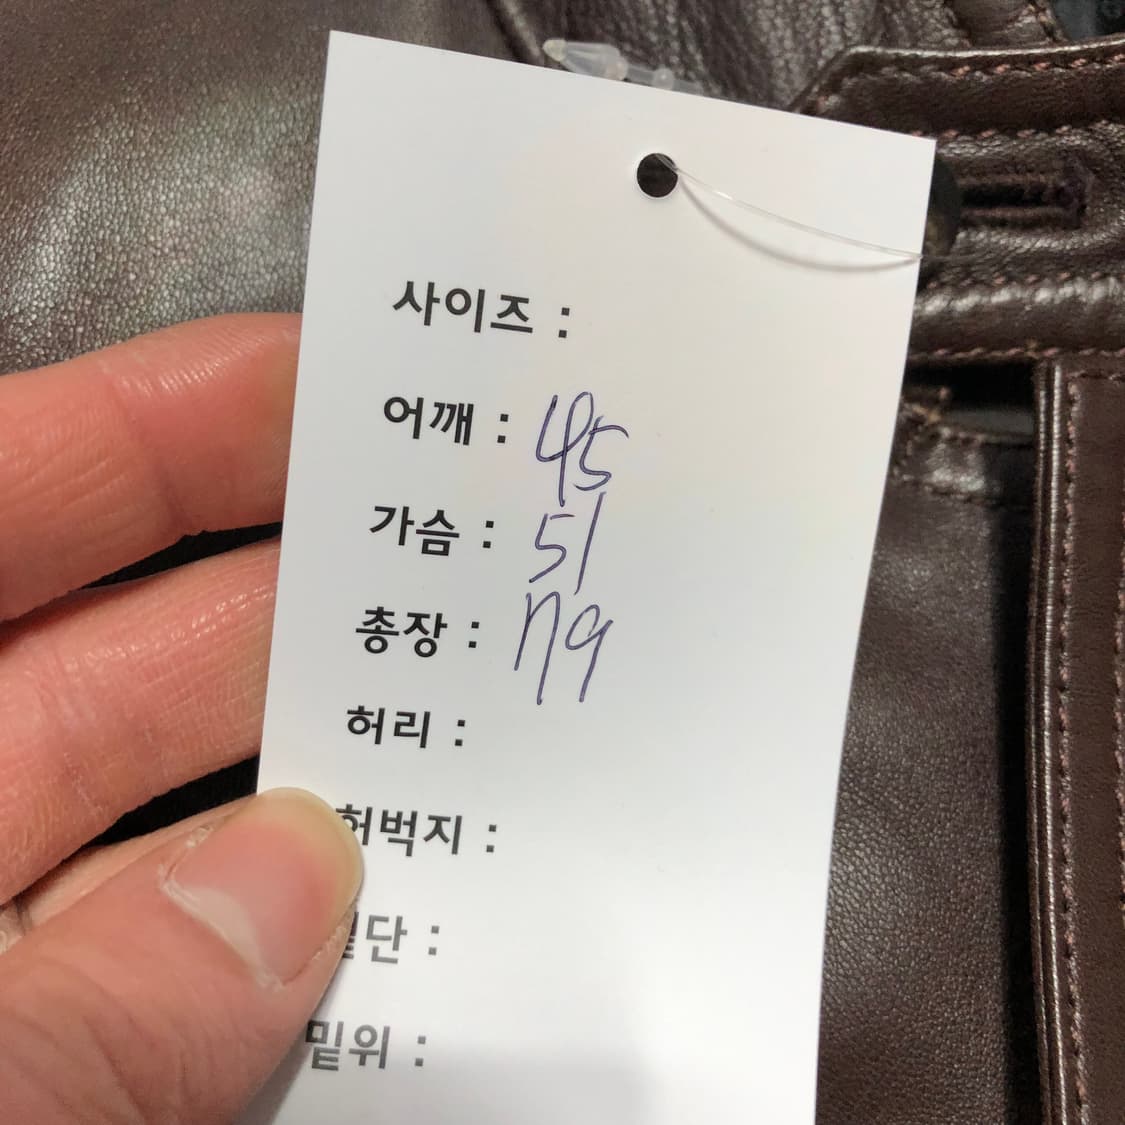 사이즈 :
어깨 : 45
가슴 : 51
총장 : 79
허리 :
허벅지 :
밑단 :
밑위 :